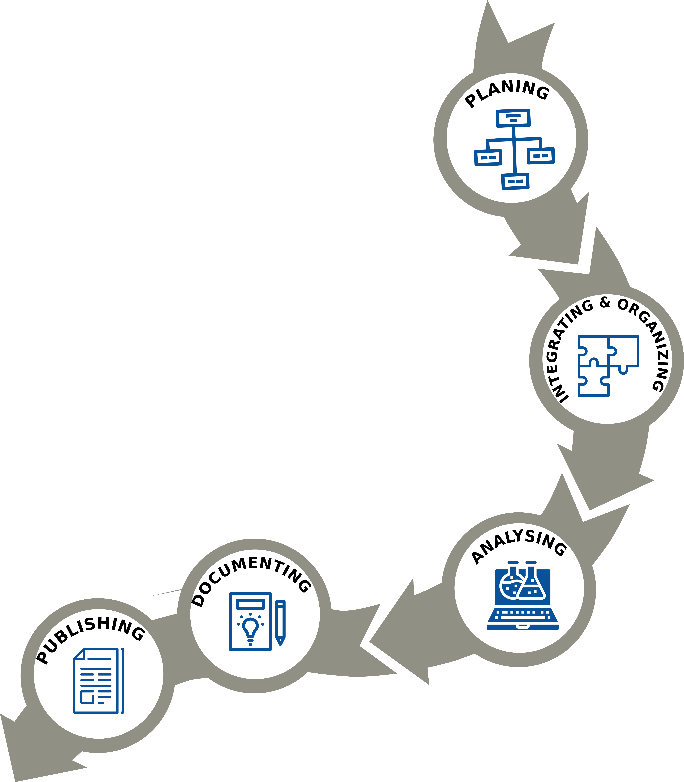 PLANING
INTEGRATING & ORGANIZING
ANALYSING
DOCUMENTING
PUBLISHING